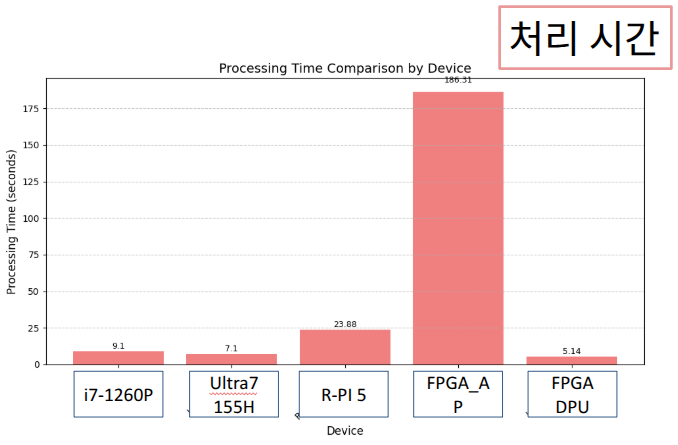 처리 시간
Processing Time Comparison by Device
Processing Time (seconds)
175
150
125
100
75
50
25
0
9.1
7.1
23.88
186.31
5.14
i7-1260P
Ultra7
155H
R-PI 5
FPGA_A
P
FPGA
DPU
Device